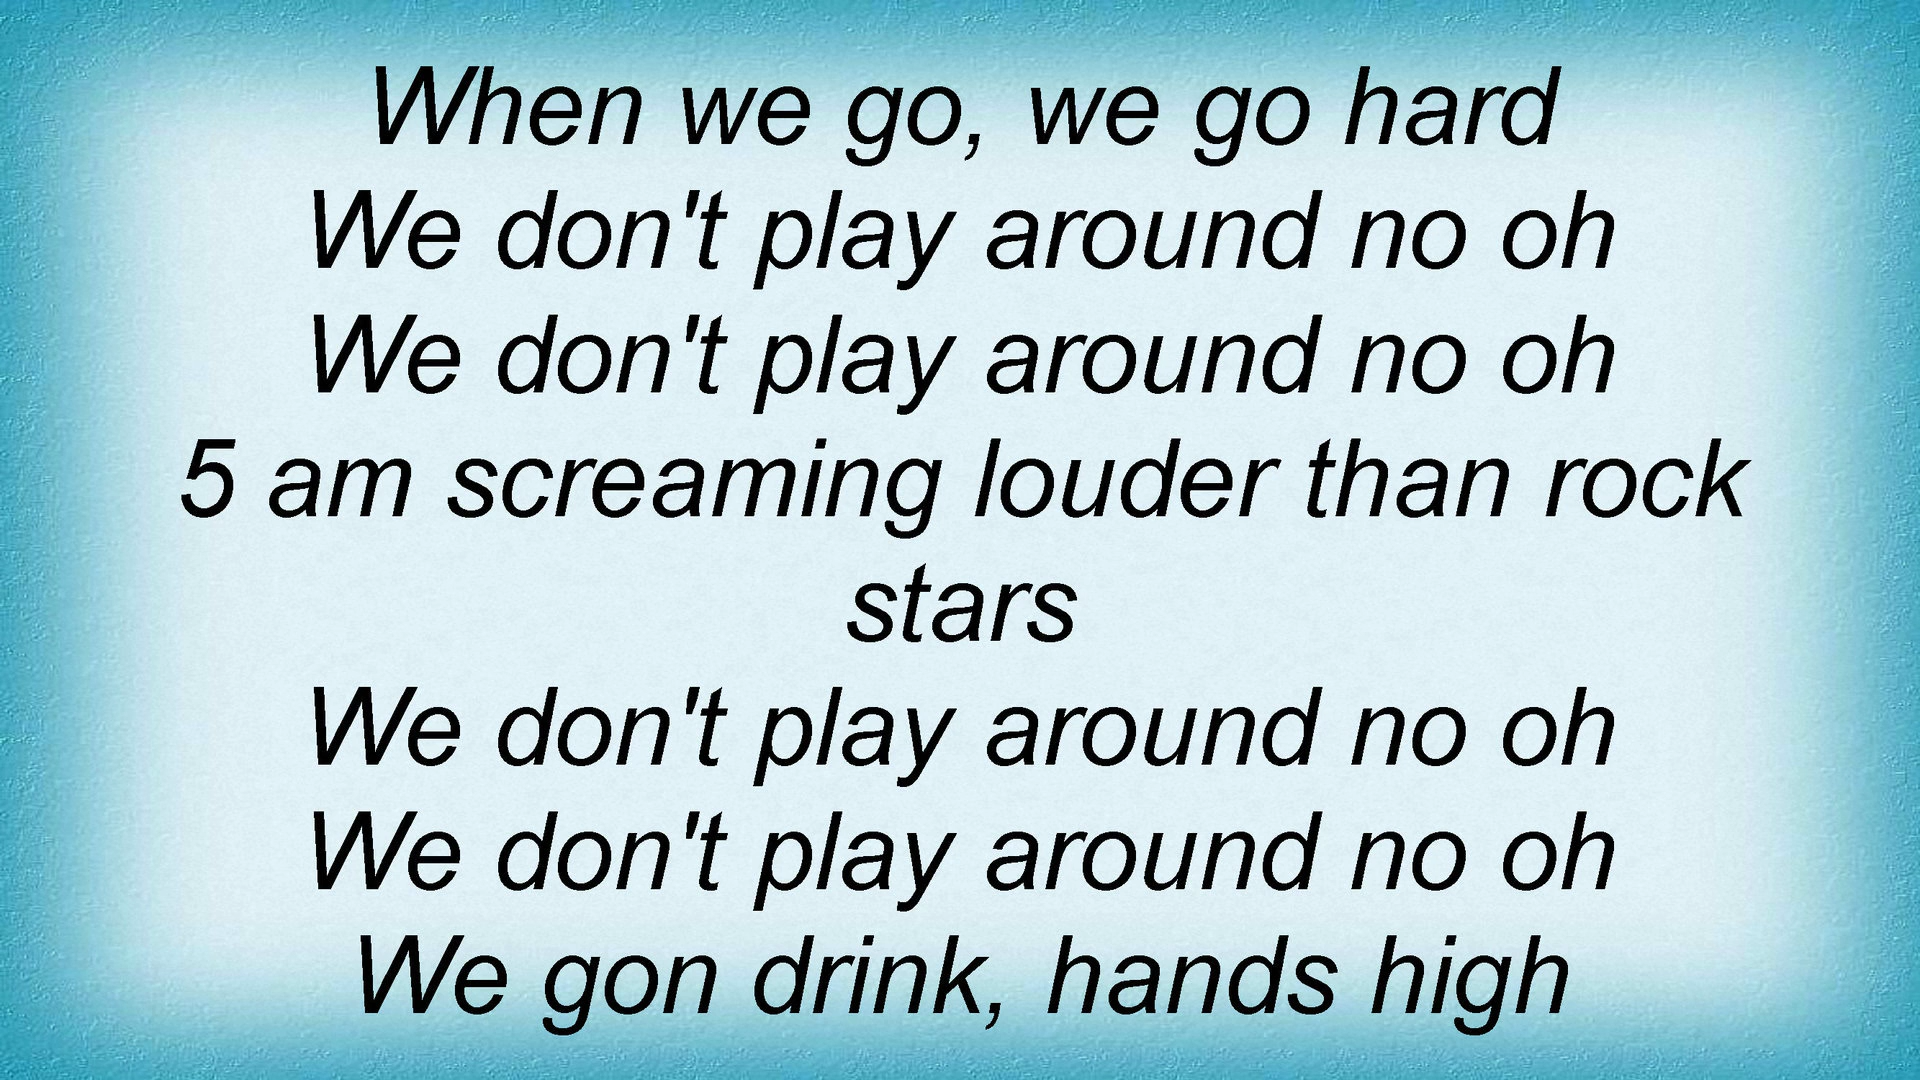 When we go, we go hard
We don't play around no oh
We don't play around no oh
5 am screaming louder than rock
stars
We don't play around no oh
We don't play around no oh
We gon drink, hands high